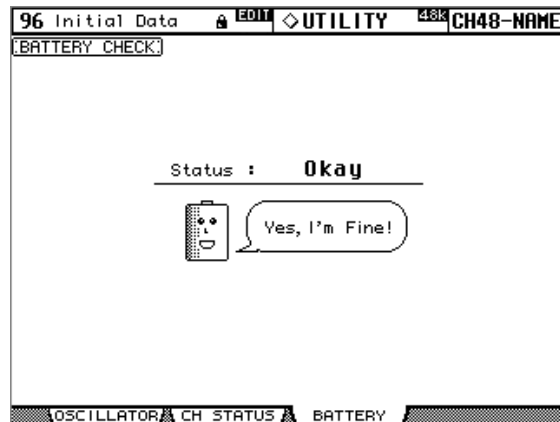 96 Initial Data EDIT ◇UTILITY 48k CH48-NAME
BATTERY CHECK
Status : Okay
Yes, I'm Fine!
OSCILLATOR CH STATUS BATTERY